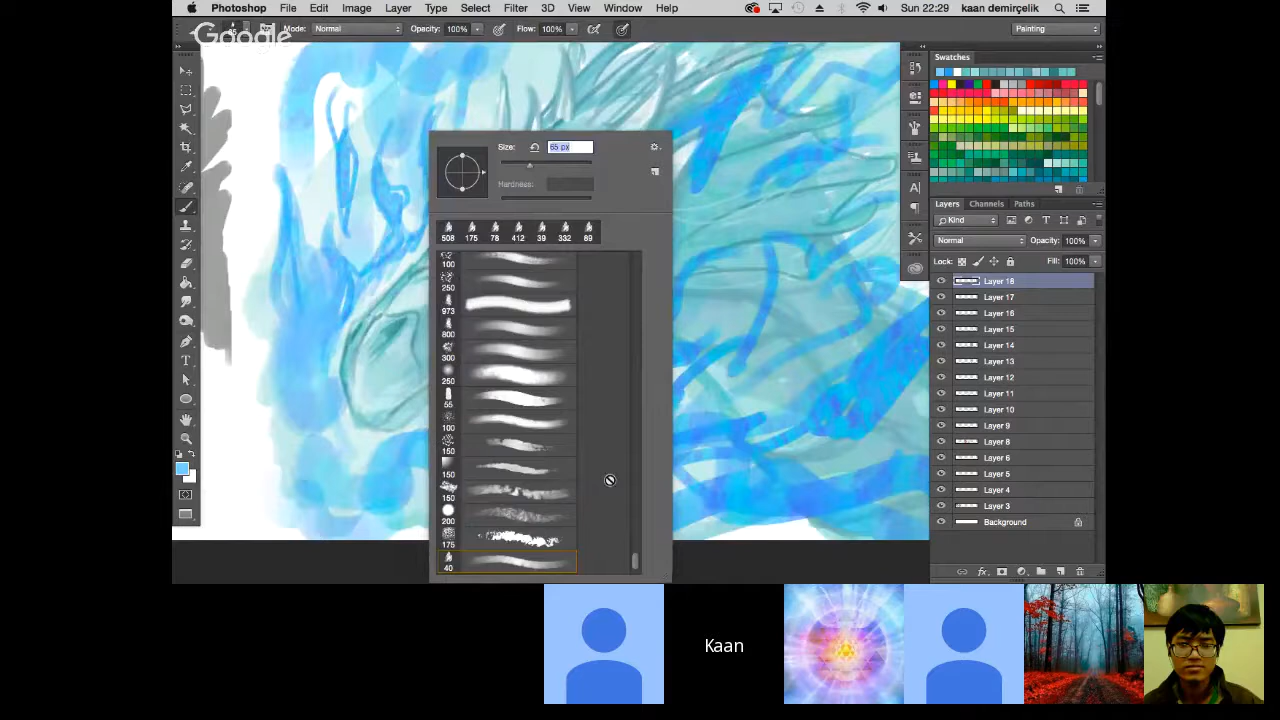 Photoshop File Edit Image Layer Type Select Filter 3D View Window Help Sun 22:29 kaan demirçelik
Google
Mode: Normal Opacity: 100% Flow: 100% Painting
Swatches
Size: 65 px
Hardness:
508 175 78 412 39 332 89
100
250
973
800
300
250
55
100
150
150
150
200
175
40
Layers Channels Paths
Kind
Normal Opacity: 100%
Lock: Fill: 100%
Layer 18
Layer 17
Layer 16
Layer 15
Layer 14
Layer 13
Layer 12
Layer 11
Layer 10
Layer 9
Layer 8
Layer 6
Layer 5
Layer 4
Layer 3
Background
fx
Kaan